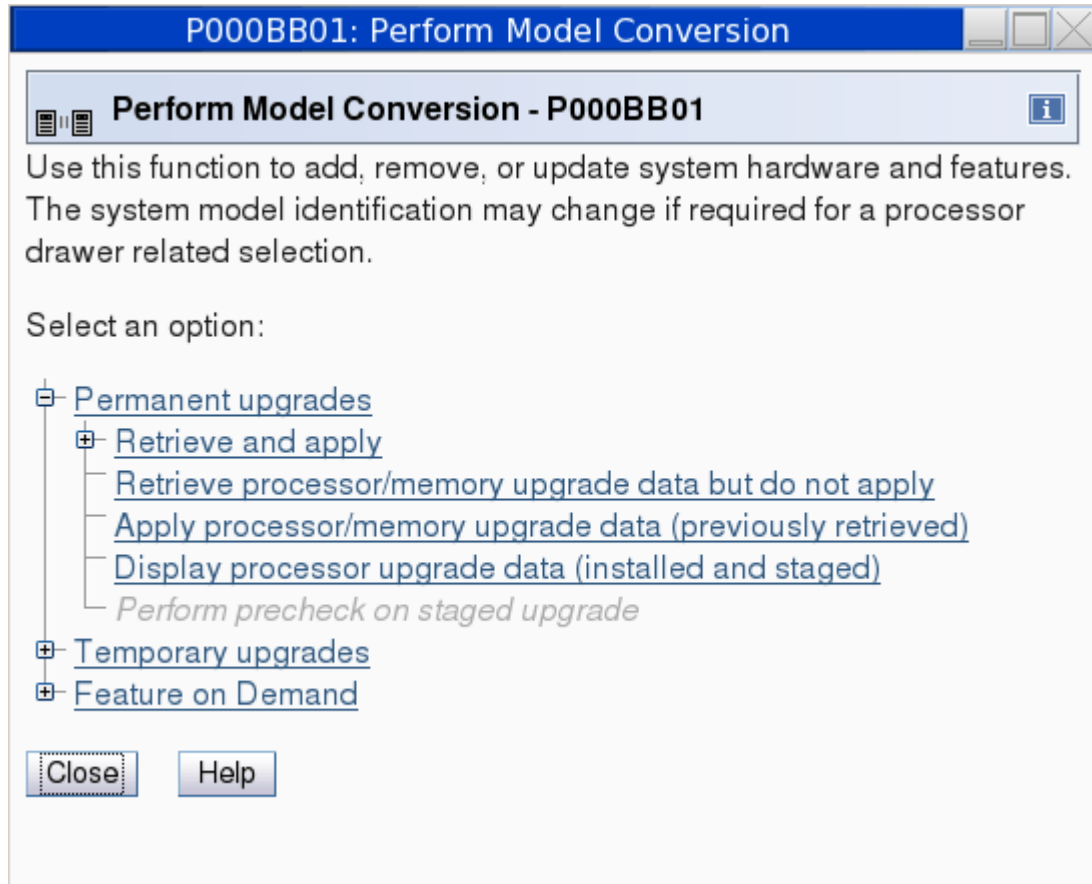 P000BB01: Perform Model Conversion
Perform Model Conversion - P000BB01
Use this function to add, remove, or update system hardware and features.
The system model identification may change if required for a processor
drawer related selection.
Select an option:
Permanent upgrades
Retrieve and apply
Retrieve processor/memory upgrade data but do not apply
Apply processor/memory upgrade data (previously retrieved)
Display processor upgrade data (installed and staged)
Perform precheck on staged upgrade
Temporary upgrades
Feature on Demand
Close Help